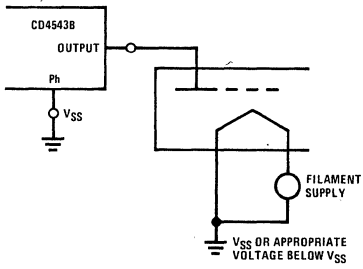 CD4543B
OUTPUT
Ph
VSS
FILAMENT
SUPPLY
VSS OR APPROPRIATE
VOLTAGE BELOW VSS